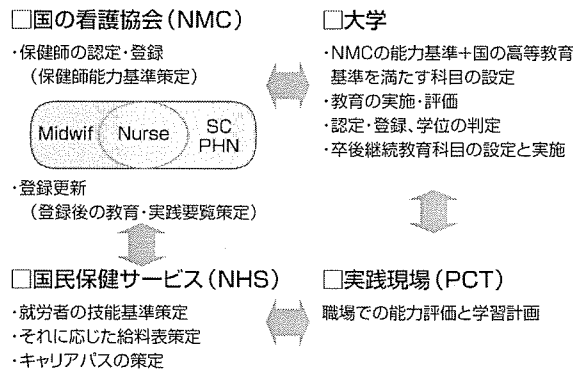 □国の看護協会(NMC)
・保健師の認定・登録
(保健師能力基準策定)
Midwif
Nurse
SC
PHN
・登録更新
(登録後の教育・実践要覧策定)
□大学
・NMCの能力基準+国の高等教育
基準を満たす科目の設定
・教育の実施・評価
・認定・登録、学位の判定
・卒後継続教育科目の設定と実施
□国民保健サービス(NHS)
・就労者の技能基準策定
・それに応じた給料表策定
・キャリアパスの策定
□実践現場(PCT)
職場での能力評価と学習計画